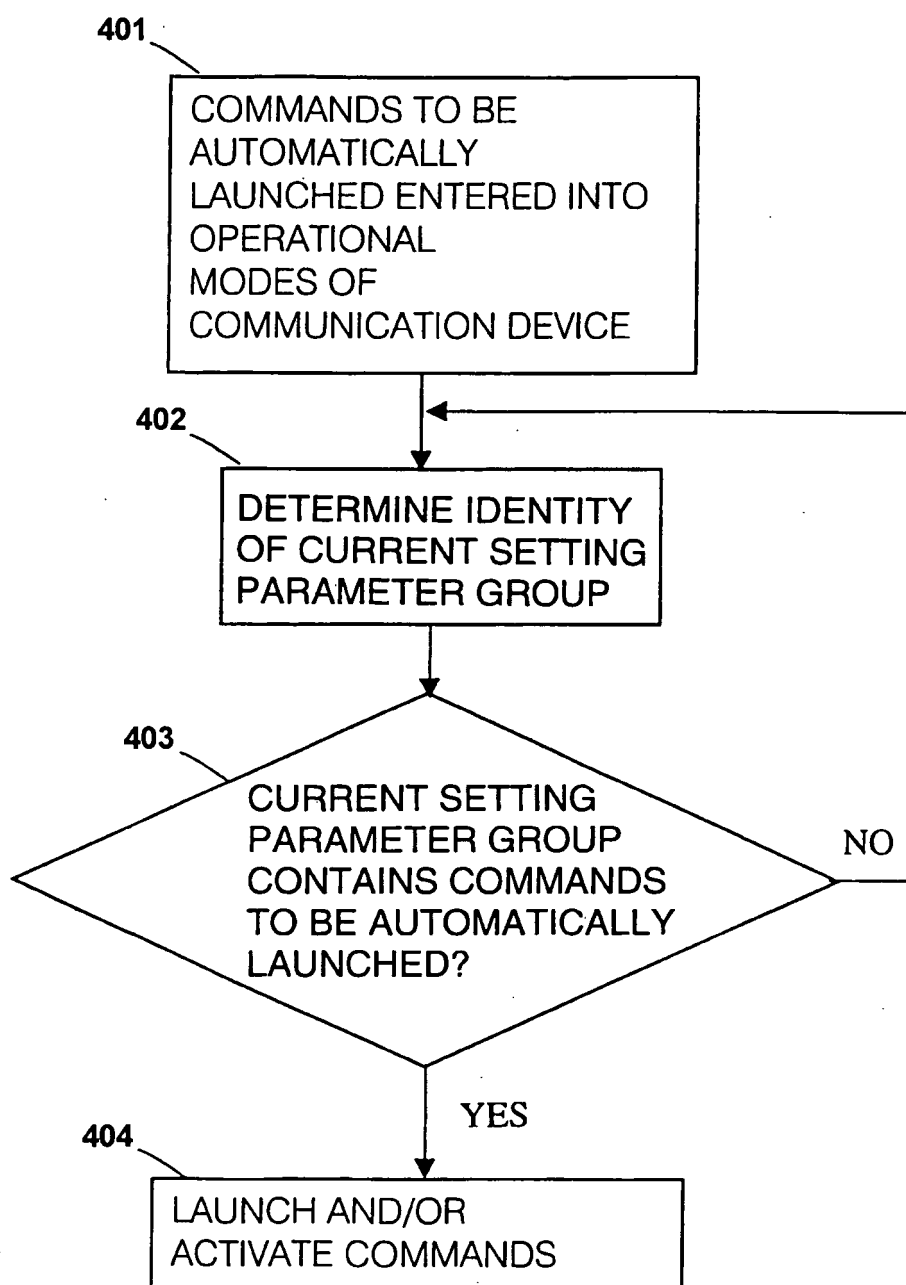 401
COMMANDS TO BE
AUTOMATICALLY
LAUNCHED ENTERED INTO
OPERATIONAL
MODES OF
COMMUNICATION DEVICE
402
DETERMINE IDENTITY
OF CURRENT SETTING
PARAMETER GROUP
403
CURRENT SETTING
PARAMETER GROUP
CONTAINS COMMANDS
TO BE AUTOMATICALLY
LAUNCHED?
NO
YES
404
LAUNCH AND/OR
ACTIVATE COMMANDS